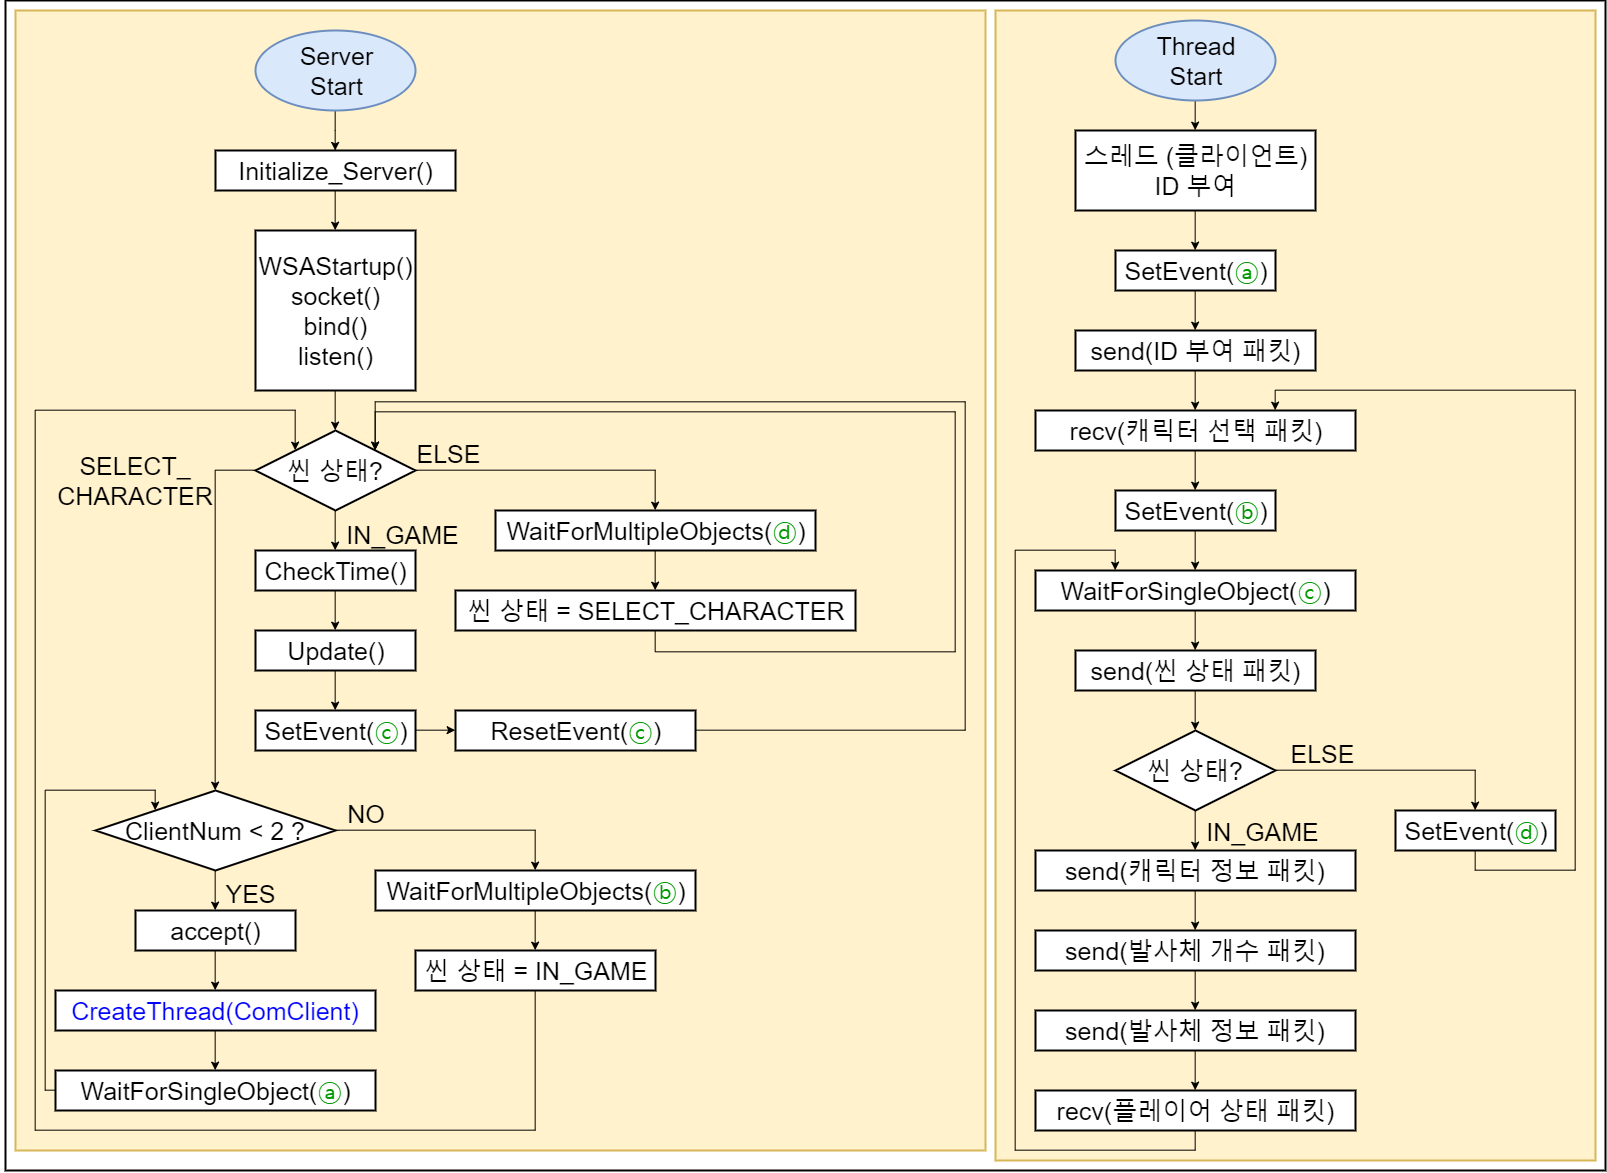 Server
Start
Initialize_Server()
WSAStartup()
socket()
bind()
listen()
씬 상태?
SELECT_
CHARACTER
ELSE
IN_GAME
WaitForMultipleObjects(ⓓ)
씬 상태 = SELECT_CHARACTER
CheckTime()
Update()
SetEvent(ⓒ)
ResetEvent(ⓒ)
ClientNum < 2 ?
NO
YES
WaitForMultipleObjects(ⓑ)
씬 상태 = IN_GAME
accept()
CreateThread(ComClient)
WaitForSingleObject(ⓐ)
Thread
Start
스레드 (클라이언트)
ID 부여
SetEvent(ⓐ)
send(ID 부여 패킷)
recv(캐릭터 선택 패킷)
SetEvent(ⓑ)
WaitForSingleObject(ⓒ)
send(씬 상태 패킷)
씬 상태?
ELSE
SetEvent(ⓓ)
IN_GAME
send(캐릭터 정보 패킷)
send(발사체 개수 패킷)
send(발사체 정보 패킷)
recv(플레이어 상태 패킷)